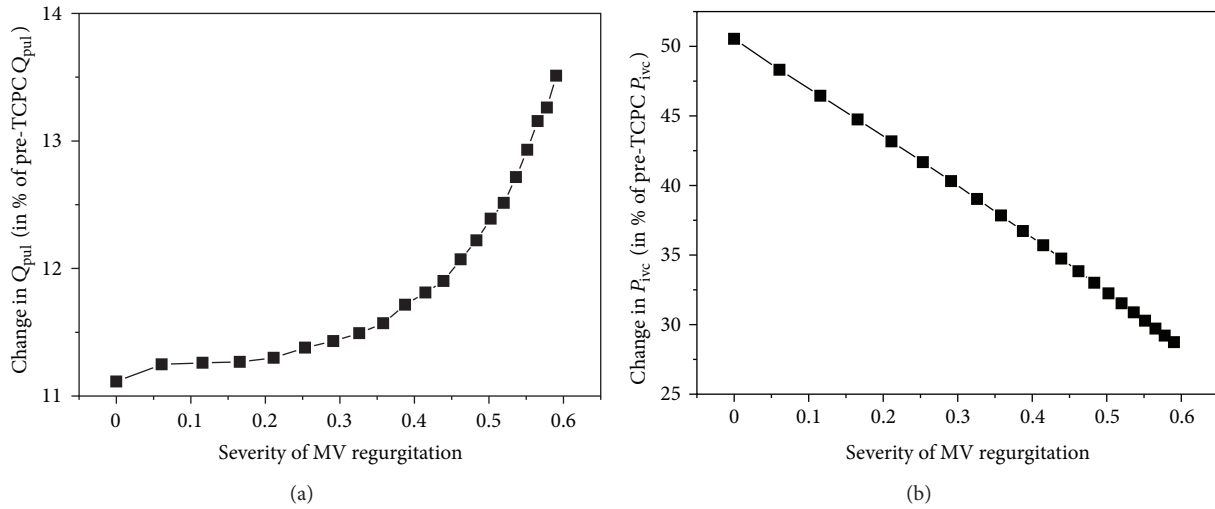 14
13
12
11
Change in Q_pul (in % of pre-TCPC Q_pul)
0 0.1 0.2 0.3 0.4 0.5 0.6
Severity of MV regurgitation
(a)
50
45
40
35
30
25
Change in P_ivc (in % of pre-TCPC P_ivc)
0 0.1 0.2 0.3 0.4 0.5 0.6
Severity of MV regurgitation
(b)